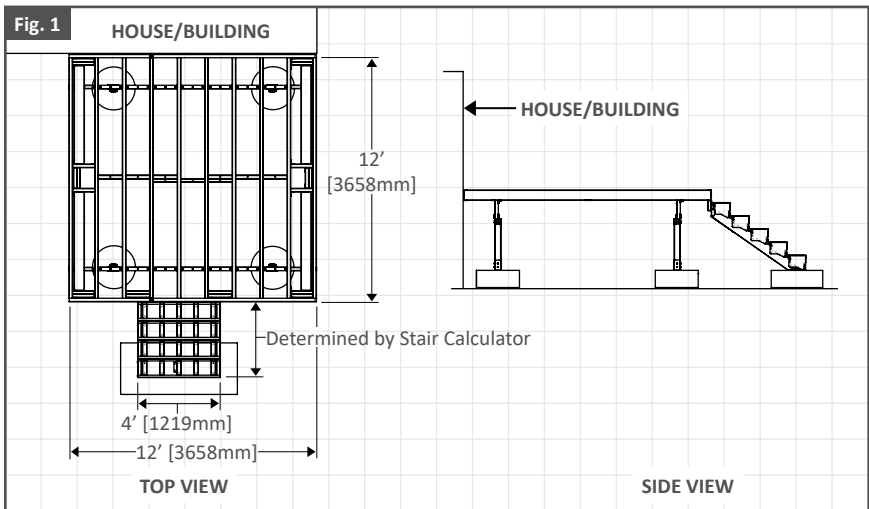 Fig. 1
HOUSE/BUILDING
HOUSE/BUILDING
12’
[3658mm]
Determined by Stair Calculator
4’ [1219mm]
12’ [3658mm]
TOP VIEW
SIDE VIEW